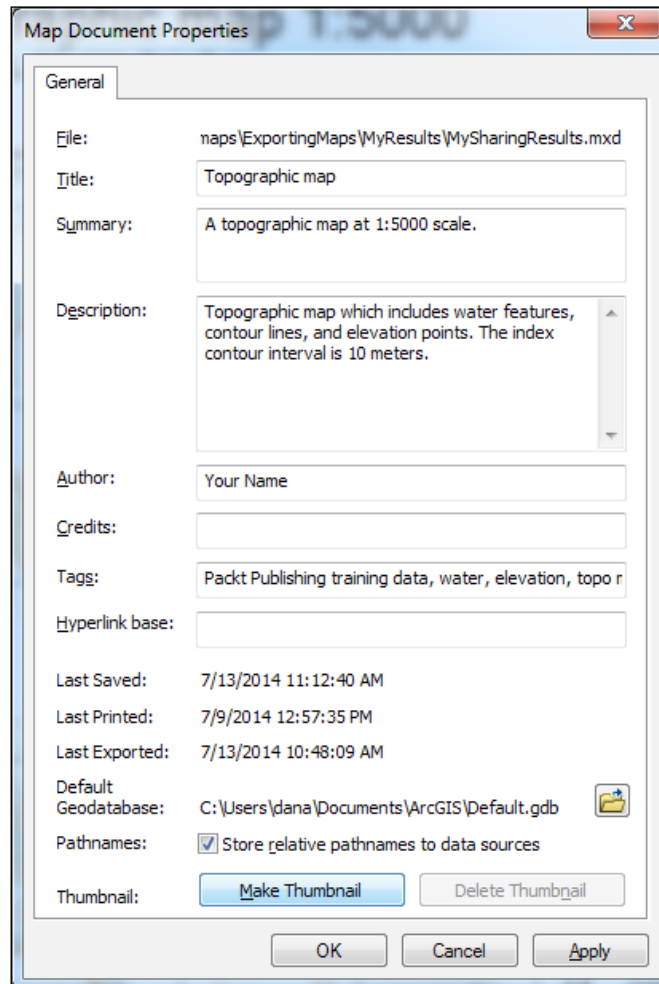 aphic map 1:5000
Map Document Properties
General
File: naps\ExportingMaps\MyResults\MySharingResults.mxd
Title: Topographic map
Summary: A topographic map at 1:5000 scale.
Description: Topographic map which includes water features,
contour lines, and elevation points. The index
contour interval is 10 meters.
Author: Your Name
Credits:
Tags: Packt Publishing training data, water, elevation, topo r
Hyperlink base:
Last Saved: 7/13/2014 11:12:40 AM
Last Printed: 7/9/2014 12:57:35 PM
Last Exported: 7/13/2014 10:48:09 AM
Default
Geodatabase: C:\Users\dana\Documents\ArcGIS\Default.gdb
Pathnames: Store relative pathnames to data sources
Thumbnail: Make Thumbnail Delete Thumbnail
OK Cancel Apply